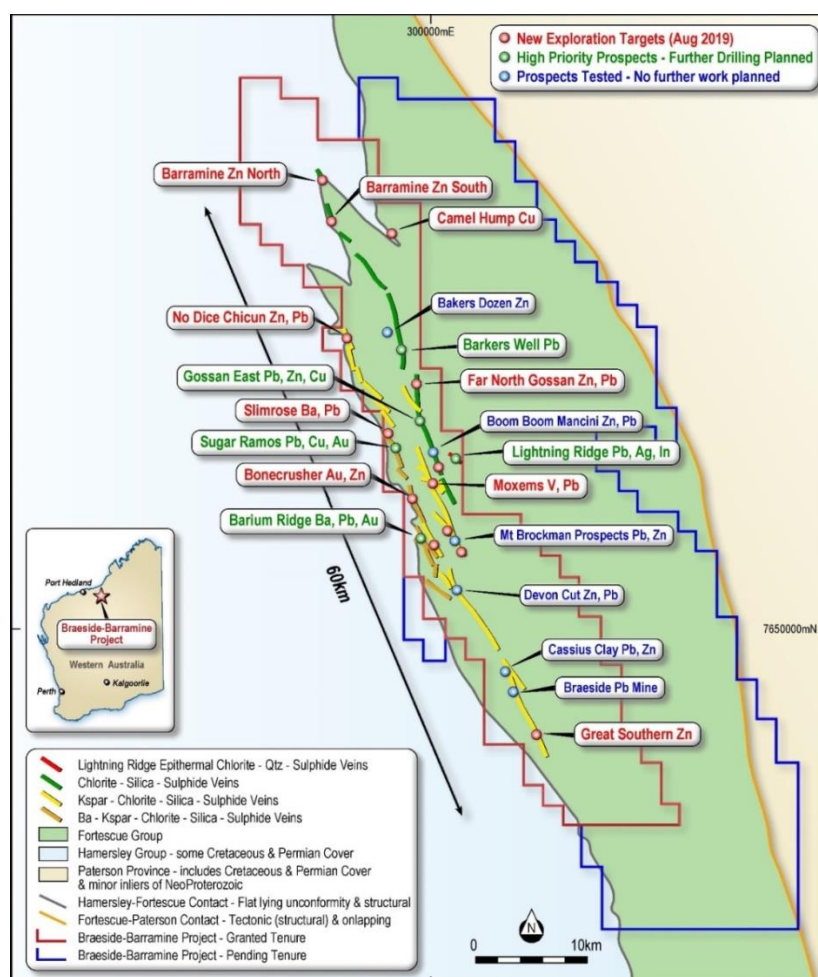 300000mE
New Exploration Targets (Aug 2019)
High Priority Prospects - Further Drilling Planned
Prospects Tested - No further work planned
Barramine Zn North
Barramine Zn South
Camel Hump Cu
Bakers Dozen Zn
No Dice Chicun Zn, Pb
Barkers Well Pb
Gossan East Pb, Zn, Cu
Far North Gossan Zn, Pb
Slimrose Ba, Pb
Boom Boom Mancini Zn, Pb
Sugar Ramos Pb, Cu, Au
Lightning Ridge Pb, Ag, In
Bonecrusher Au, Zn
Moxems V, Pb
Barium Ridge Ba, Pb, Au
Mt Brockman Prospects Pb, Zn
60km
Devon Cut Zn, Pb
7650000mN
Cassius Clay Pb, Zn
Braeside Pb Mine
Great Southern Zn
Port Hedland
Braeside-Barramine
Project
Western Australia
Perth
Kalgoorlie
Lightning Ridge Epithermal Chlorite - Qtz - Sulphide Veins
Chlorite - Silica - Sulphide Veins
Kspar - Chlorite - Silica - Sulphide Veins
Ba - Kspar - Chlorite - Silica - Sulphide Veins
Fortescue Group
Hamersley Group - some Cretaceous & Permian Cover
Paterson Province - includes Cretaceous & Permian Cover
& minor inliers of NeoProterozoic
Hamersley-Fortescue Contact - Flat lying unconformity & structural
Fortescue-Paterson Contact - Tectonic (structural) & onlapping
Braeside-Barramine Project - Granted Tenure
Braeside-Barramine Project - Pending Tenure
N
0
10km